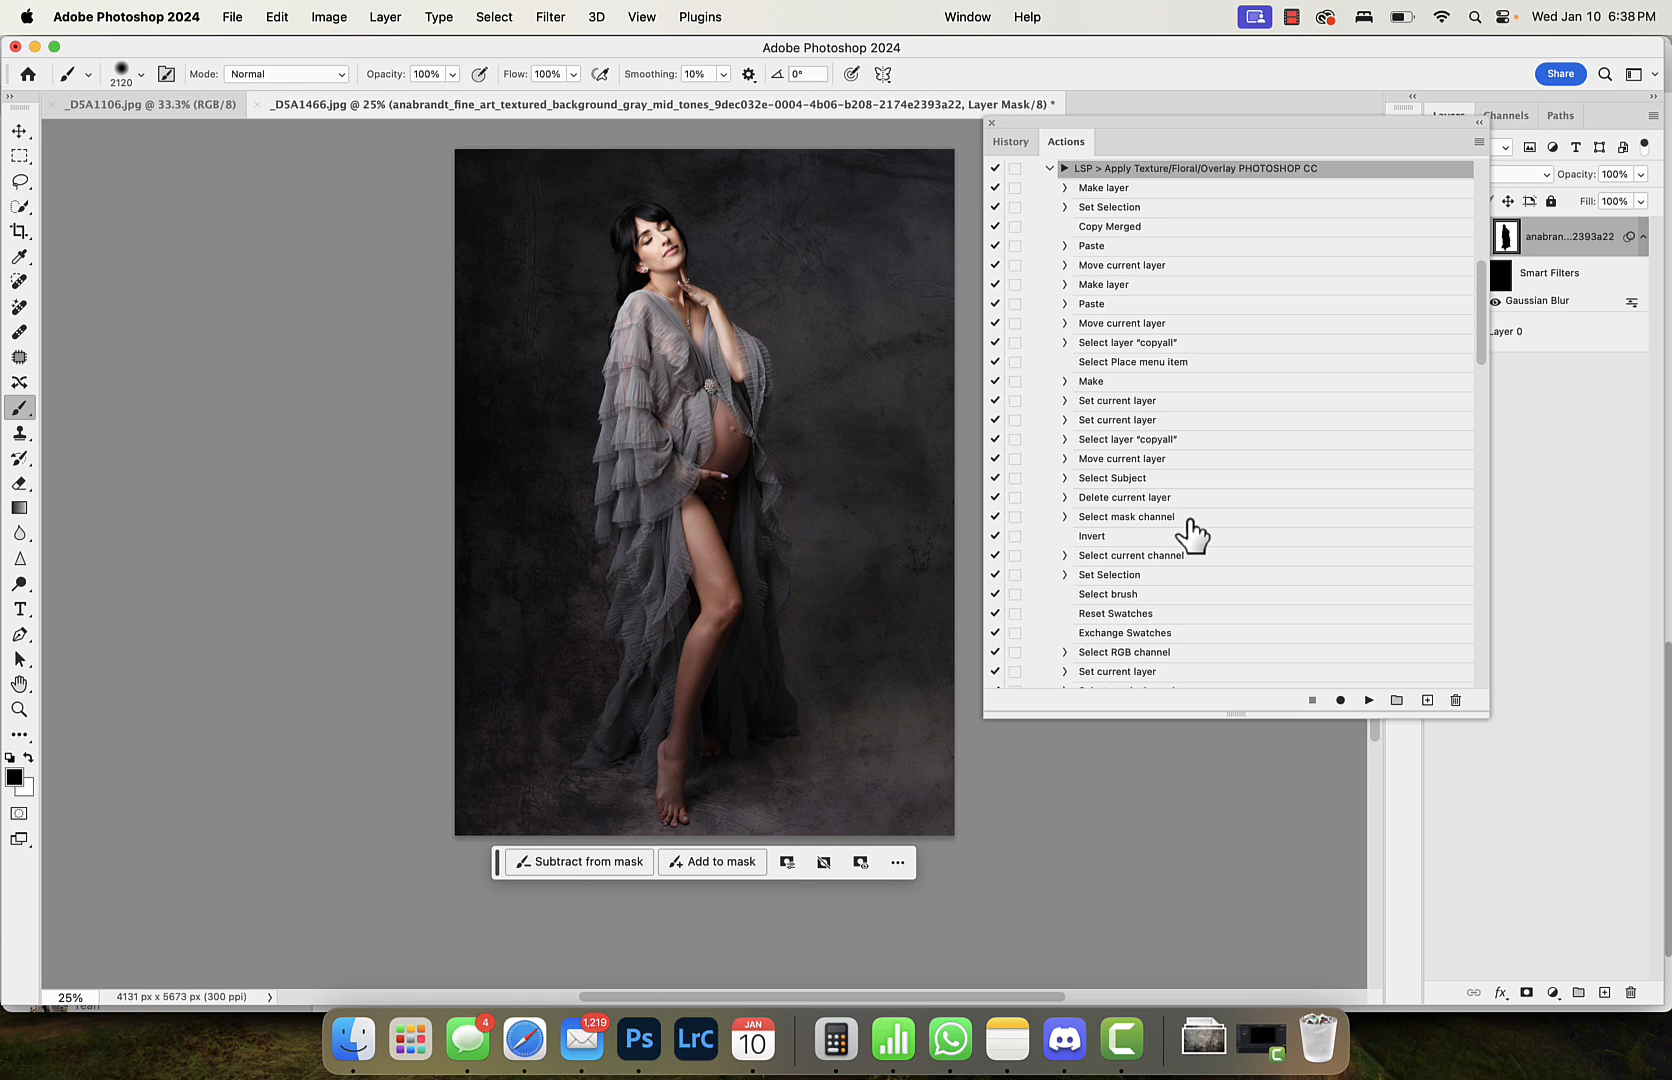 Adobe Photoshop 2024 File Edit Image Layer Type Select Filter 3D View Plugins Window Help Wed Jan 10 6:38 PM
Adobe Photoshop 2024
2120 Mode: Normal Opacity: 100% Flow: 100% Smoothing: 10% 0° Share
_D5A1106.jpg @ 33.3% (RGB/8) _D5A1466.jpg @ 25% (anabrandt_fine_art_textured_background_gray_mid_tones_9dec032e-0004-4b06-b208-2174e2393a22, Layer Mask/8) *
Channels Paths
History Actions
LSP > Apply Texture/Floral/Overlay PHOTOSHOP CC
Make layer
Set Selection
Copy Merged
Paste
Move current layer
Make layer
Paste
Move current layer
Select layer “copyall”
Select Place menu item
Make
Set current layer
Set current layer
Select layer “copyall”
Move current layer
Select Subject
Delete current layer
Select mask channel
Invert
Select current channel
Set Selection
Select brush
Reset Swatches
Exchange Swatches
Select RGB channel
Set current layer
Opacity: 100%
Fill: 100%
anabran...2393a22
Smart Filters
Gaussian Blur
ayer 0
Subtract from mask Add to mask
25% 4131 px x 5673 px (300 ppi)
fx
4 1,219 Ps LrC JAN 10